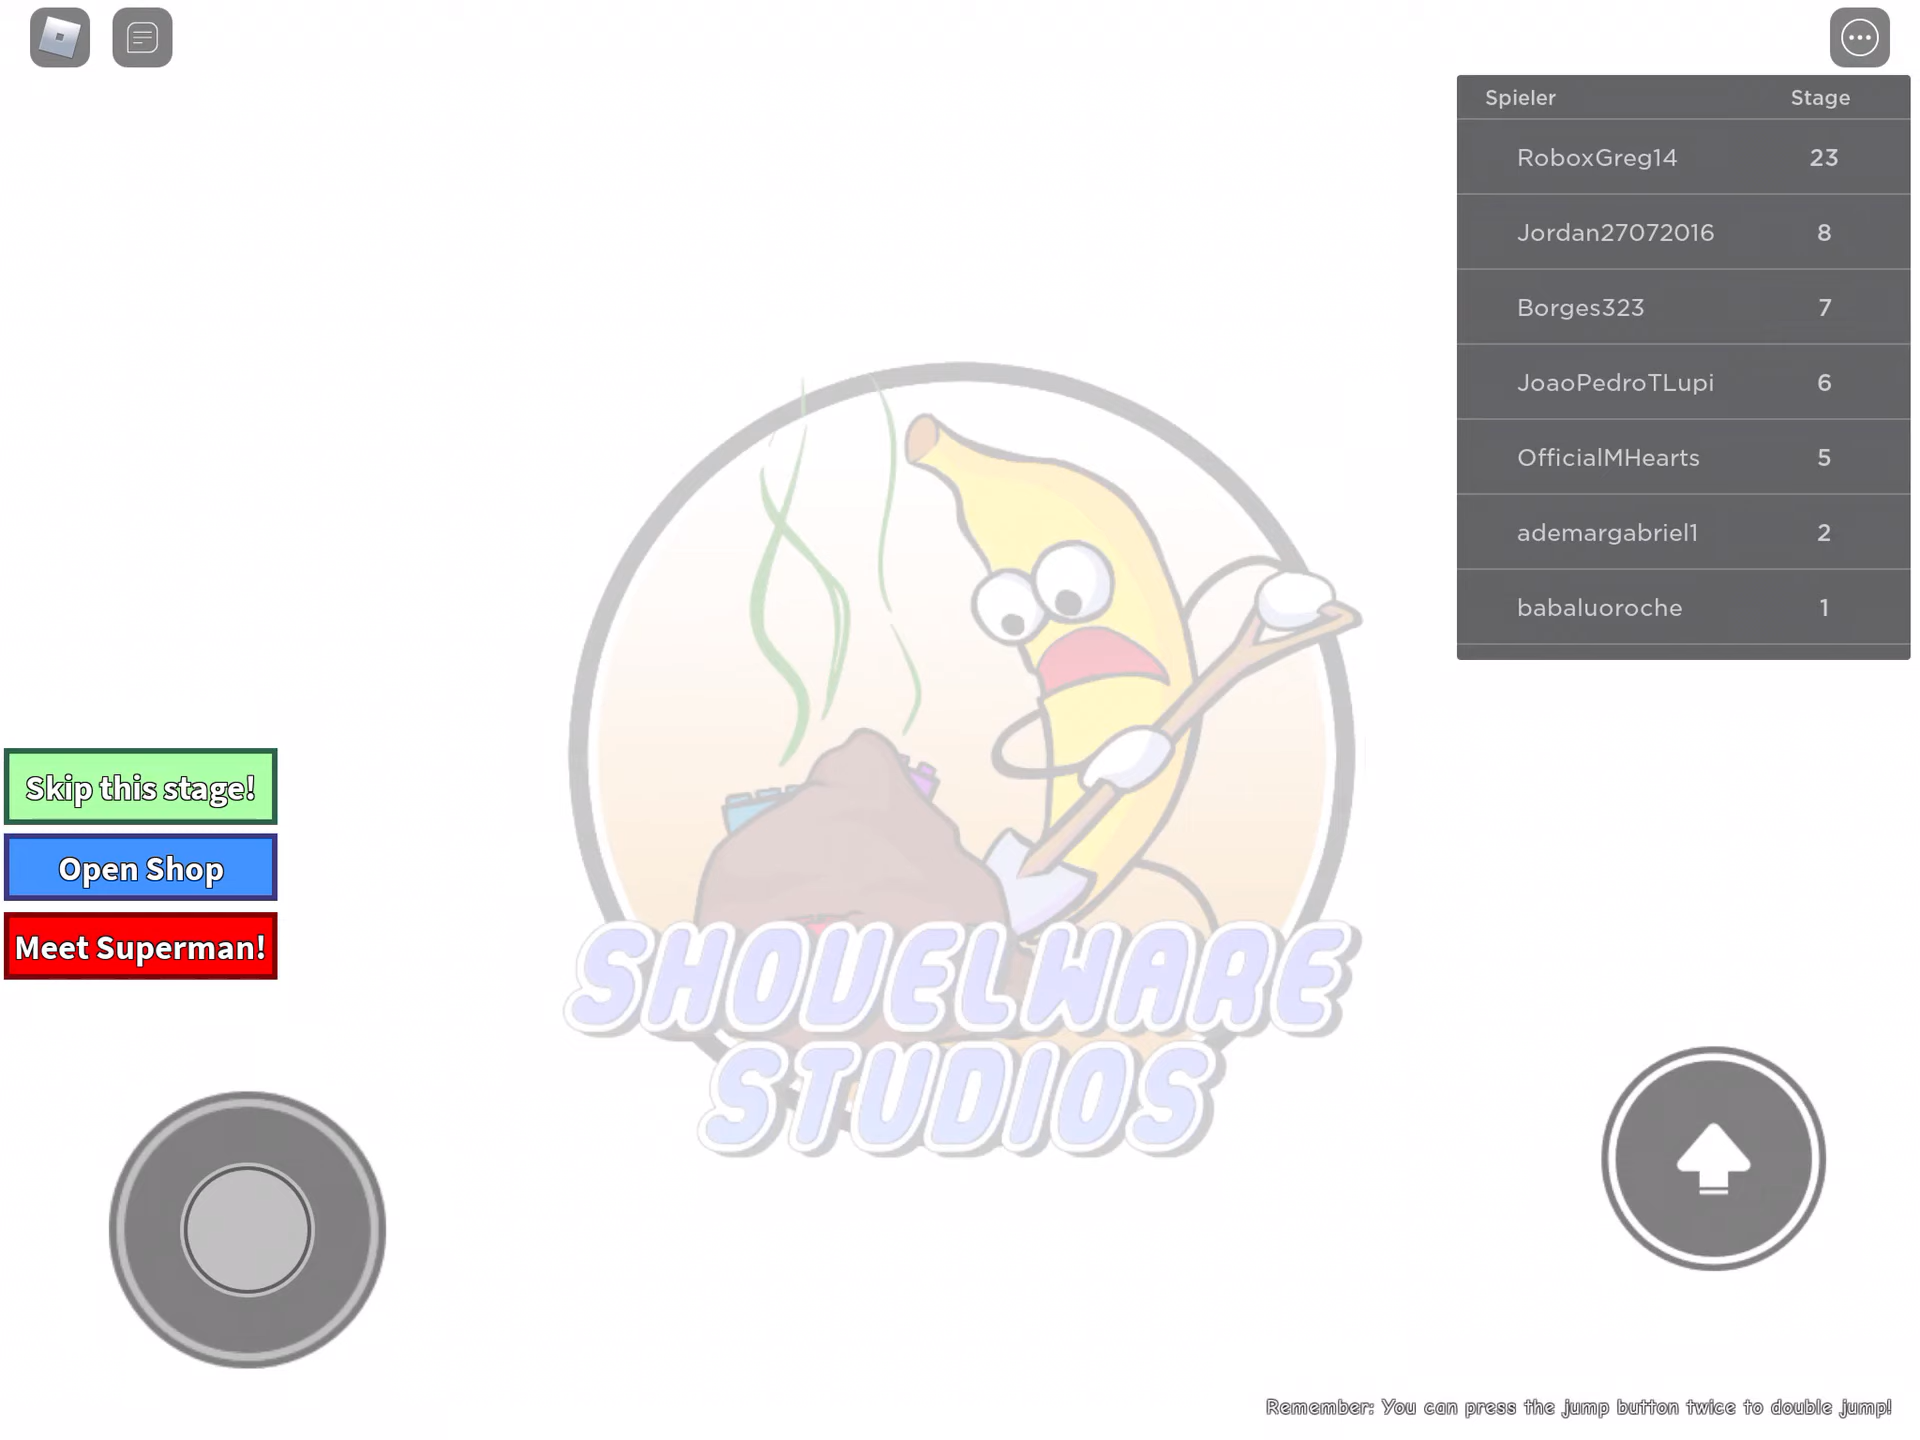 Spieler Stage
RoboxGreg14 23
Jordan27072016 8
Borges323 7
JoaoPedroTLupi 6
OfficialMHearts 5
ademargabriel1 2
babaluoroche 1
Skip this stage!
Open Shop
Meet Superman!
SHOVELWARE
STUDIOS
Remember: You can press the jump button twice to double jump!